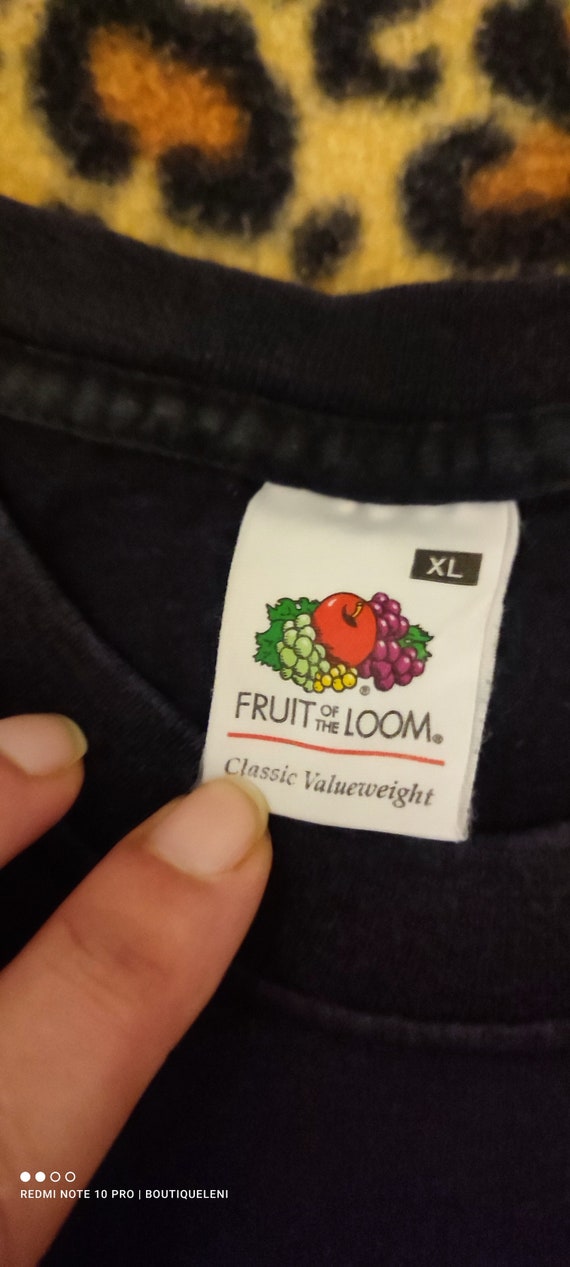 XL
®
FRUIT OF THE LOOM®
Classic Valueweight
REDMI NOTE 10 PRO | BOUTIQUELENI